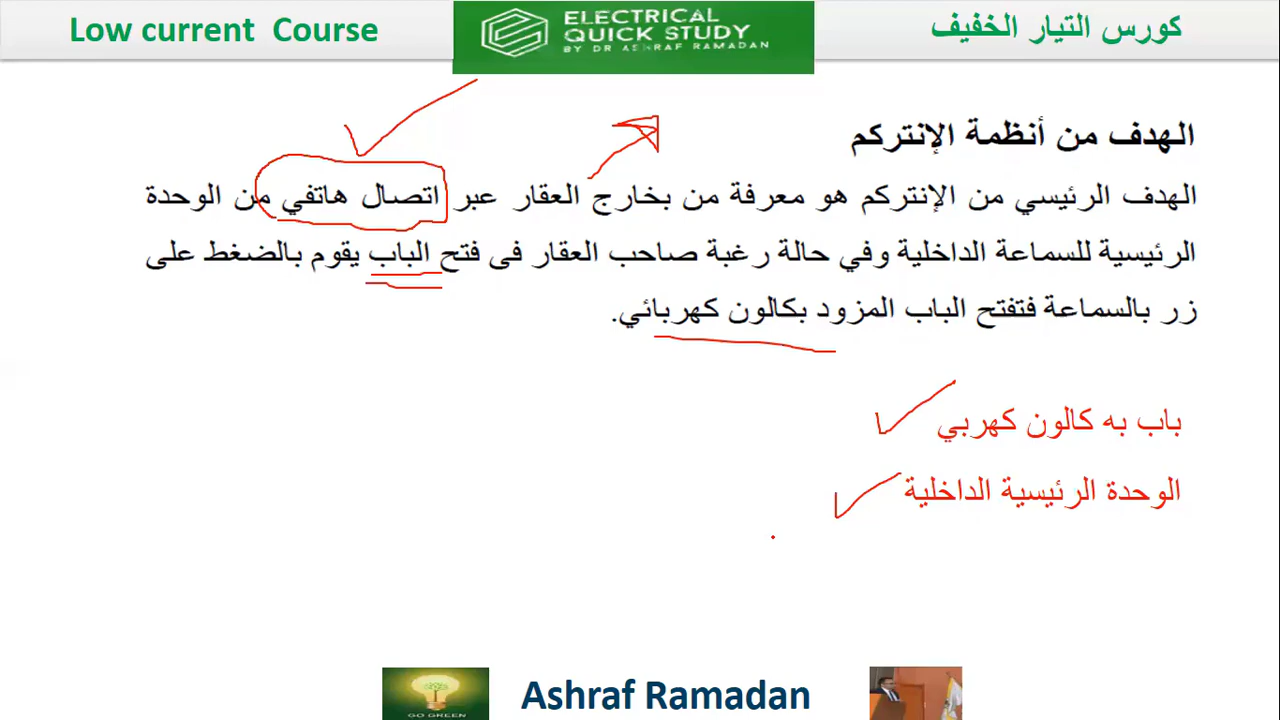 Low current Course
ELECTRICAL
QUICK STUDY
BY DR ASHRAF RAMADAN
كورس التيار الخفيف
الهدف من أنظمة الإنتركم
الهدف الرئيسي من الإنتركم هو معرفة من بخارج العقار عبر اتصال هاتفي من الوحدة
الرئيسية للسماعة الداخلية وفي حالة رغبة صاحب العقار فى فتح الباب يقوم بالضغط على
زر بالسماعة فتفتح الباب المزود بكالون كهربائي.
باب به كالون كهربي
الوحدة الرئيسية الداخلية
GO GREEN
Ashraf Ramadan